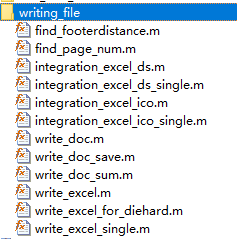 writing_file
find_footerdistance.m
find_page_num.m
integration_excel_ds.m
integration_excel_ds_single.m
integration_excel_ico.m
integration_excel_ico_single.m
write_doc.m
write_doc_save.m
write_doc_sum.m
write_excel.m
write_excel_for_diehard.m
write_excel_single.m